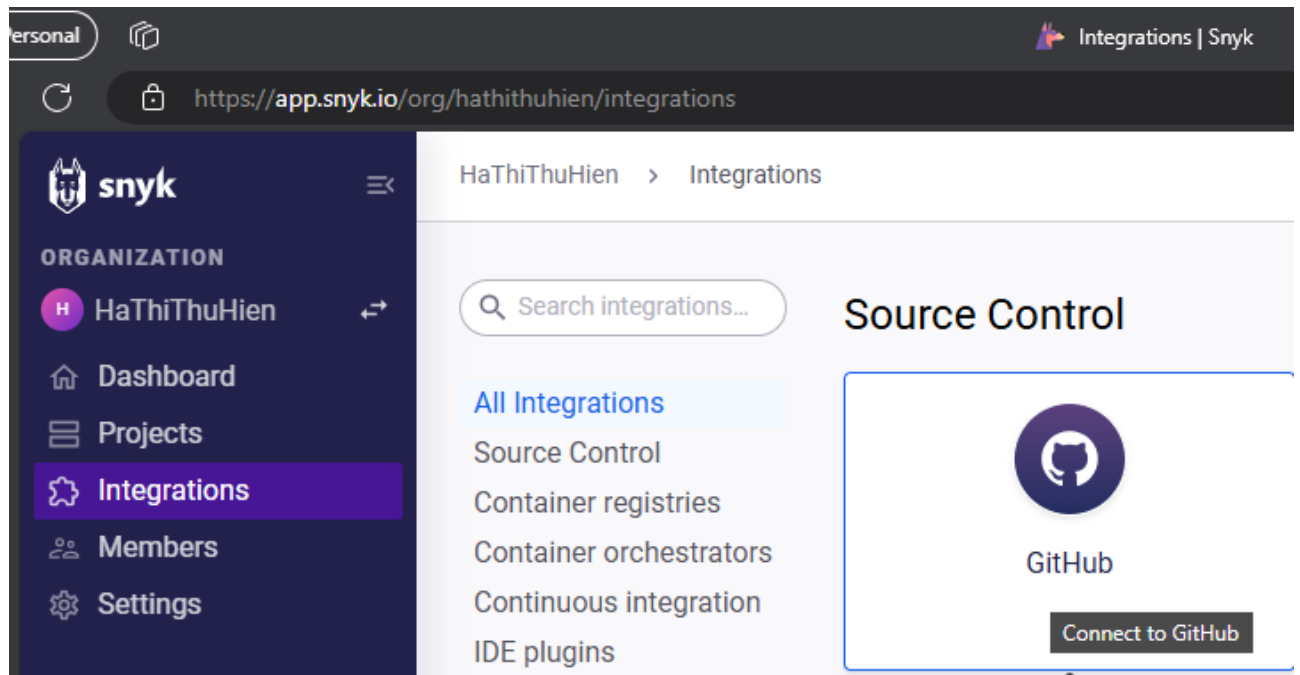 ersonal
Integrations | Snyk
https://app.snyk.io/org/hathithuhien/integrations
snyk
HaThiThuHien > Integrations
ORGANIZATION
H HaThiThuHien
Dashboard
Projects
Integrations
Members
Settings
Search integrations...
All Integrations
Source Control
Container registries
Container orchestrators
Continuous integration
IDE plugins
Source Control
GitHub
Connect to GitHub